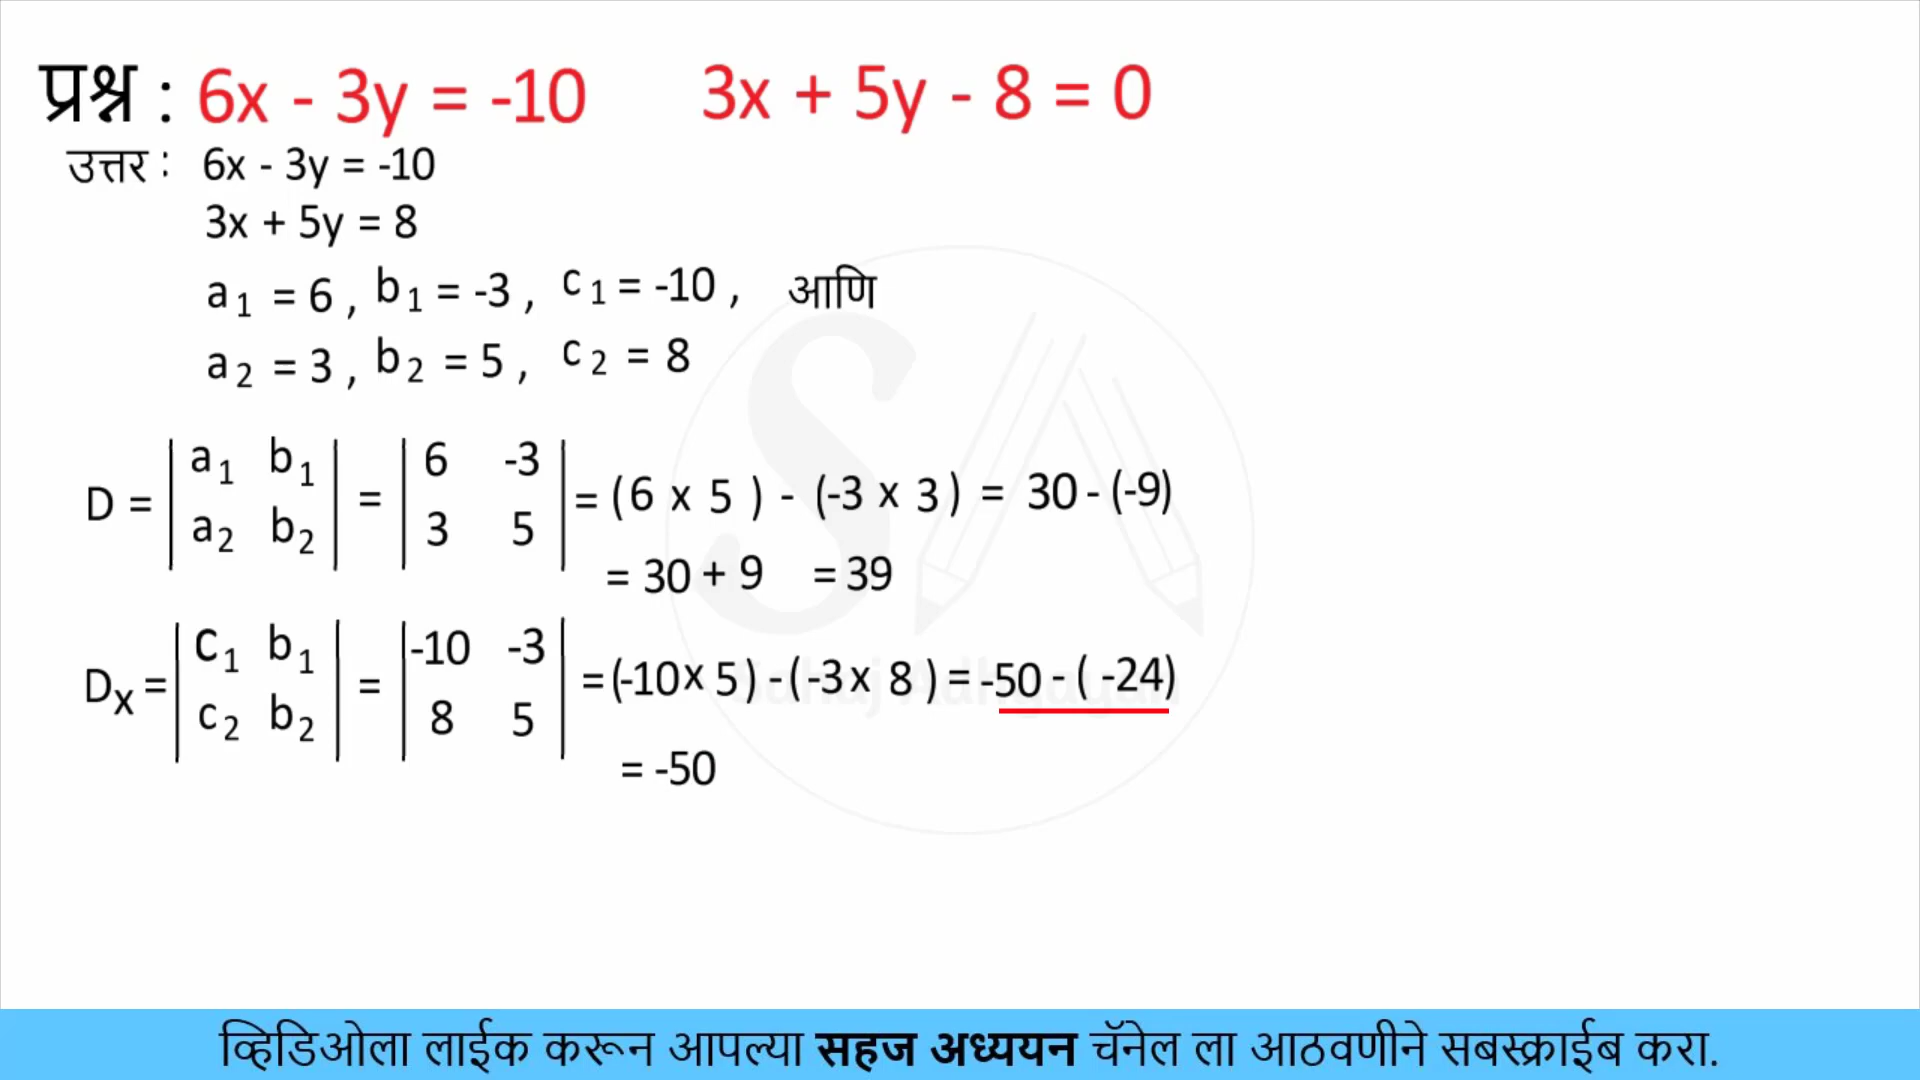 प्रश्न : 6x - 3y = -10 3x + 5y - 8 = 0
उत्तर : 6x - 3y = -10
3x + 5y = 8
a1 = 6 , b1 = -3 , c1 = -10 , आणि
a2 = 3 , b2 = 5 , c2 = 8
D = | a1 b1 | = | 6 -3 | = (6 x 5 ) - (-3 x 3 ) = 30 - (-9)
| a2 b2 | | 3 5 |
= 30 + 9 = 39
Dx = | c1 b1 | = | -10 -3 | = (-10 x 5 ) - ( -3 x 8 ) = -50 - ( -24)
| c2 b2 | | 8 5 |
= -50
व्हिडिओला लाईक करून आपल्या सहज अध्ययन चॅनेल ला आठवणीने सबस्क्राईब करा.